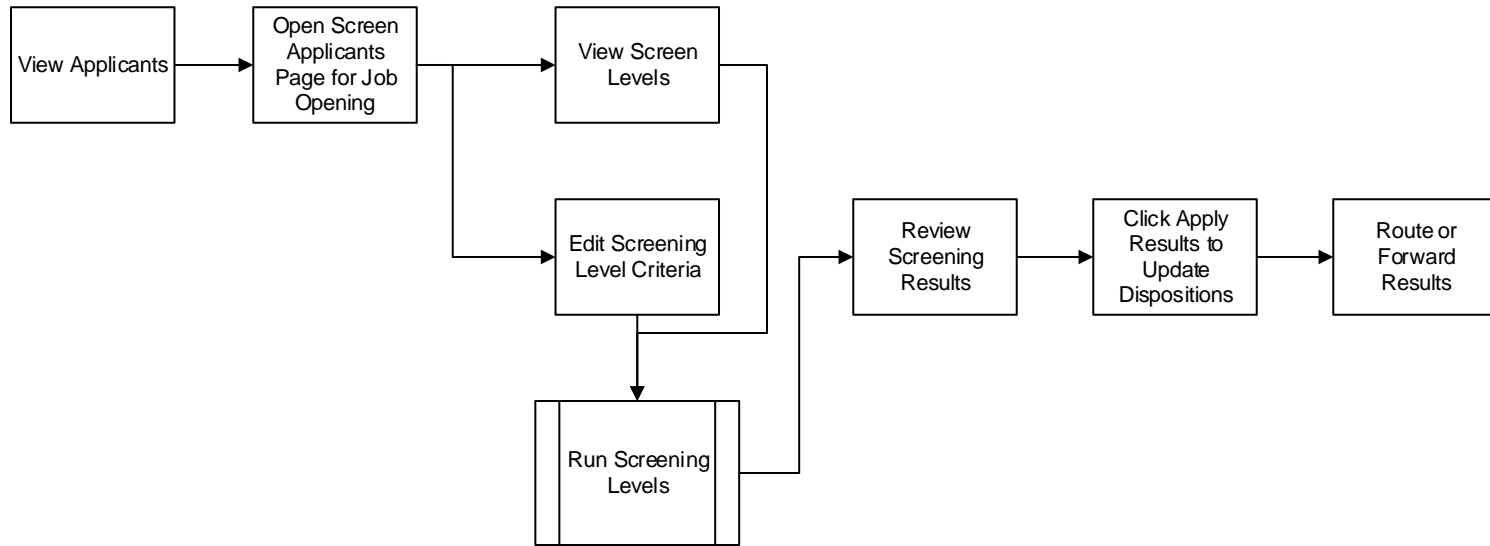 View Applicants
Open Screen
Applicants
Page for Job
Opening
View Screen
Levels
Edit Screening
Level Criteria
Run Screening
Levels
Review
Screening
Results
Click Apply
Results to
Update
Dispositions
Route or
Forward
Results